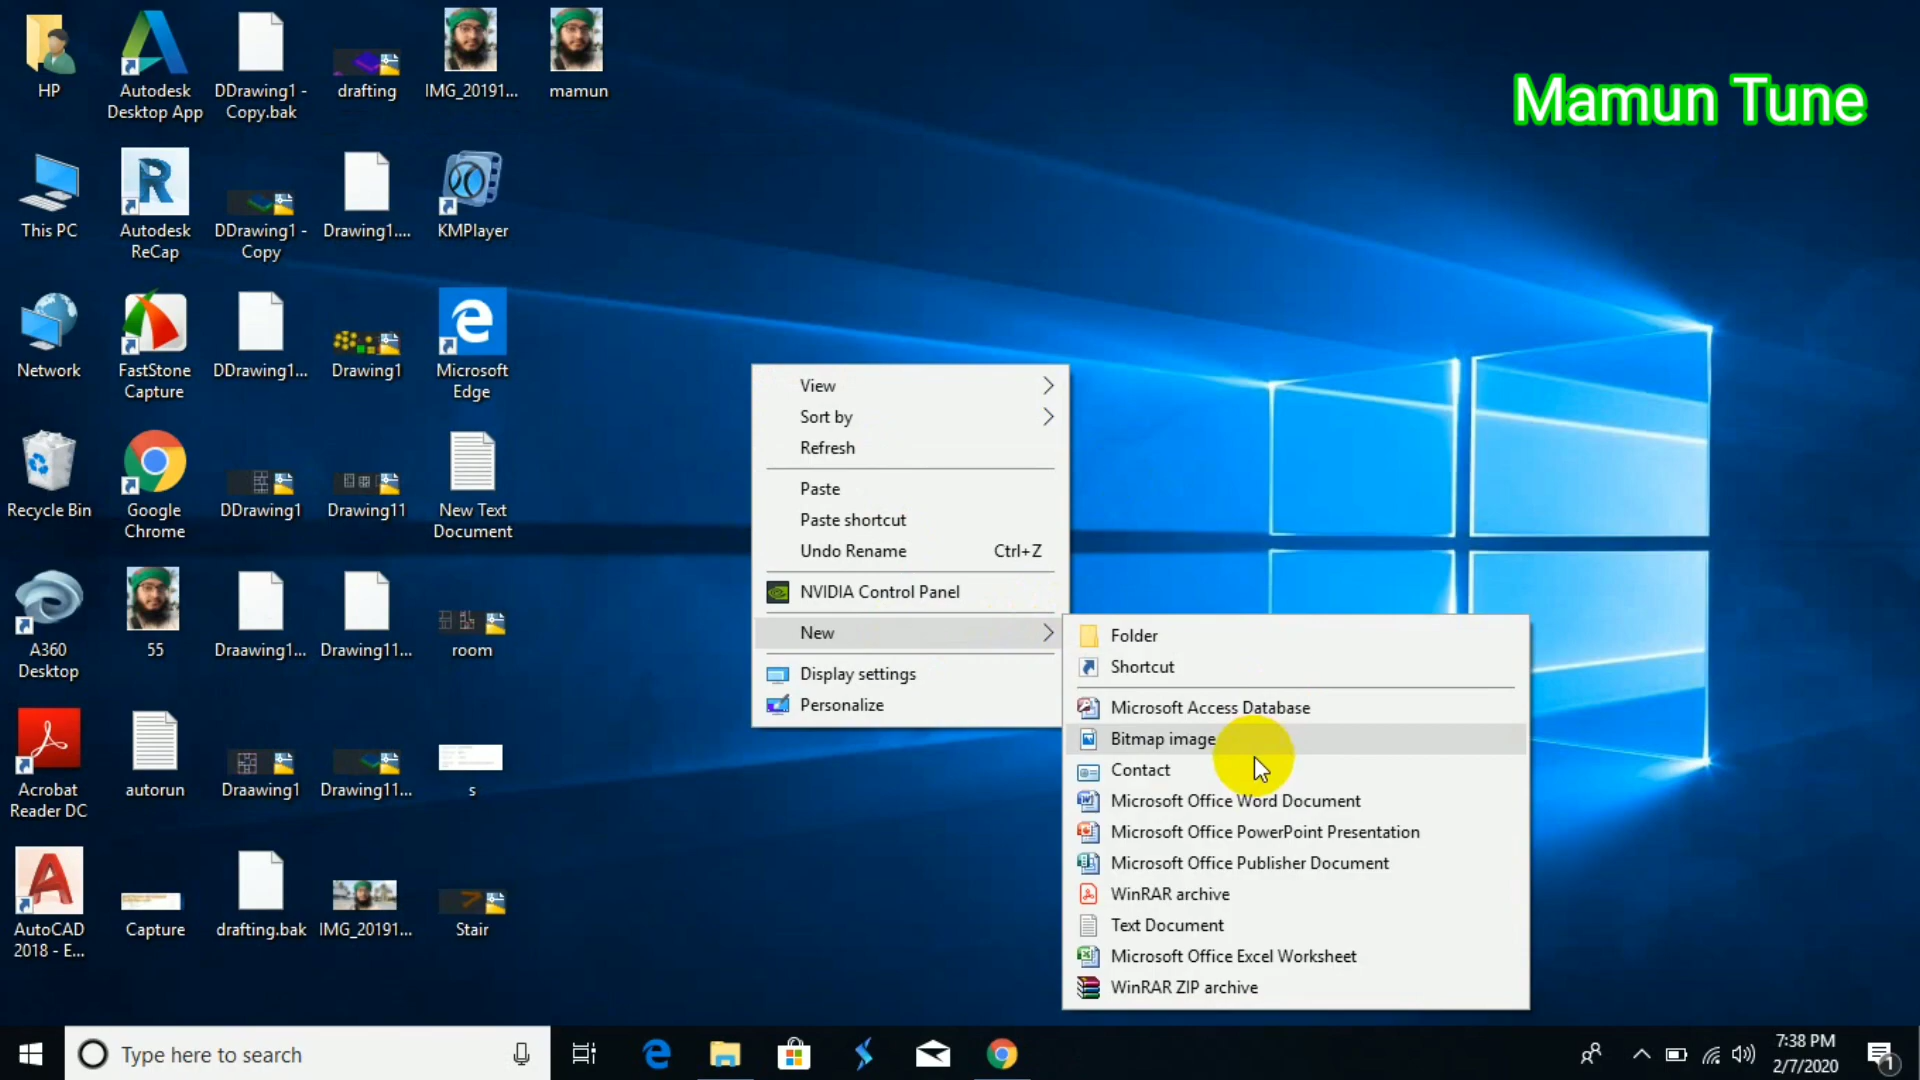 HP
Autodesk
Desktop App
DDrawing1 -
Copy.bak
drafting
IMG_20191...
mamun
Mamun Tune
This PC
Autodesk
ReCap
DDrawing1 -
Copy
Drawing1....
KMPlayer
Network
FastStone
Capture
DDrawing1...
Drawing1
Microsoft
Edge
Recycle Bin
Google
Chrome
DDrawing1
Drawing11
New Text
Document
A360
Desktop
55
Draawing1...
Drawing11...
room
Acrobat
Reader DC
autorun
Draawing1
Drawing11...
s
AutoCAD
2018 - E...
Capture
drafting.bak
IMG_20191...
Stair
View
Sort by
Refresh
Paste
Paste shortcut
Undo Rename Ctrl+Z
NVIDIA Control Panel
New
Display settings
Personalize
Folder
Shortcut
Microsoft Access Database
Bitmap image
Contact
Microsoft Office Word Document
Microsoft Office PowerPoint Presentation
Microsoft Office Publisher Document
WinRAR archive
Text Document
Microsoft Office Excel Worksheet
WinRAR ZIP archive
Type here to search
7:38 PM
2/7/2020
1